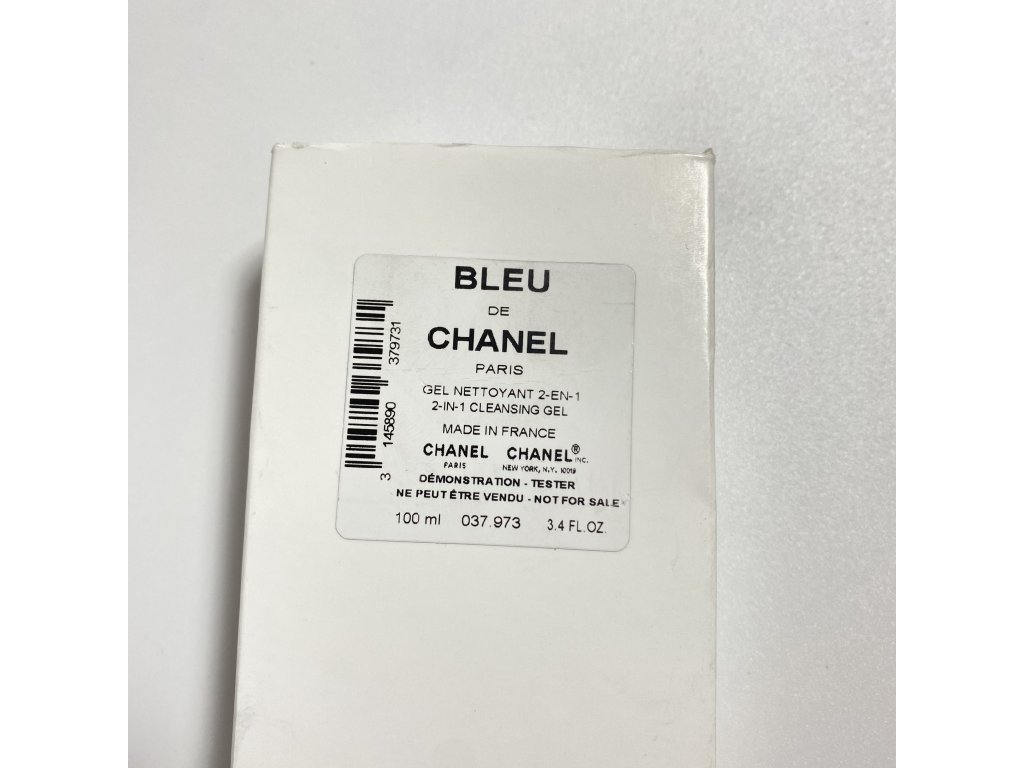 BLEU
DE
CHANEL
PARIS
GEL NETTOYANT 2-EN-1
2-IN-1 CLEANSING GEL
MADE IN FRANCE
CHANEL CHANEL®
PARIS NEW YORK, N.Y. 10019 INC.
DÉMONSTRATION - TESTER
NE PEUT ÊTRE VENDU - NOT FOR SALE
100 ml 037.973 3.4 FL.OZ.
3 145890 379731